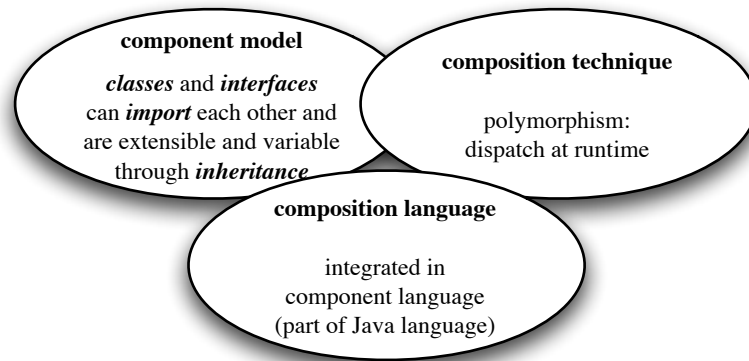 component model
classes and interfaces
can import each other and
are extensible and variable
through inheritance
composition technique
polymorphism:
dispatch at runtime
composition language
integrated in
component language
(part of Java language)